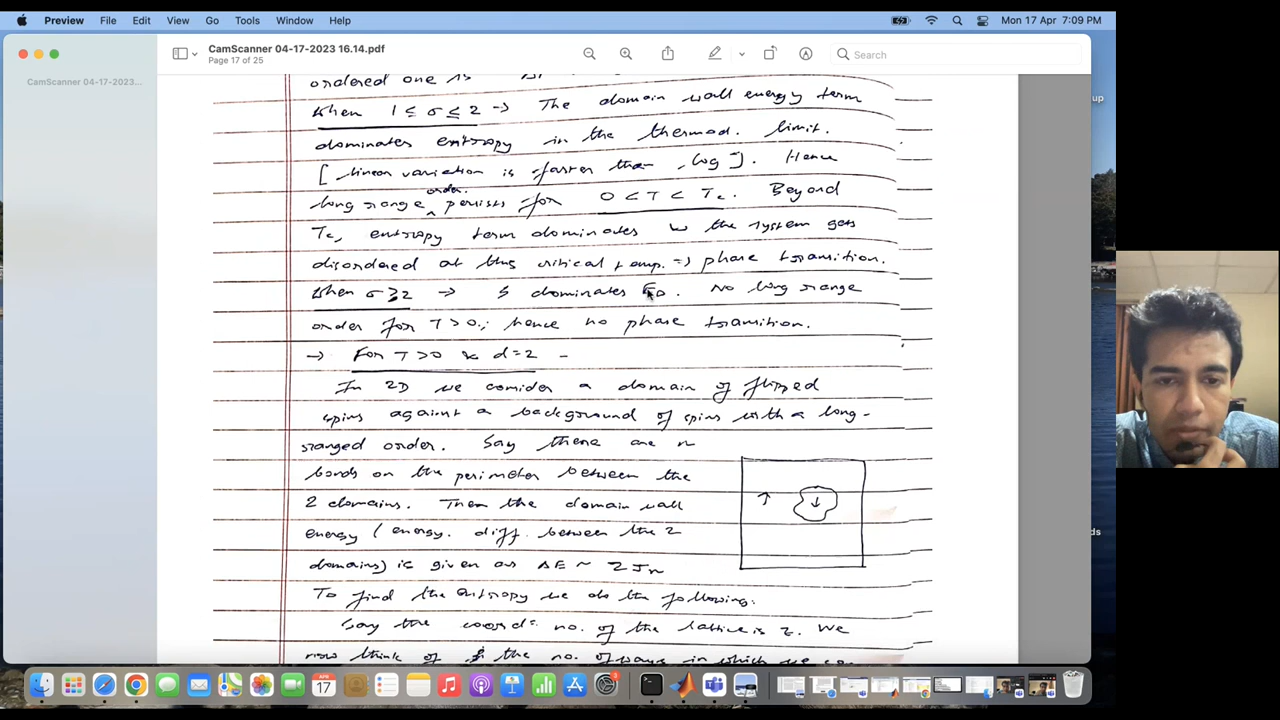 Preview File Edit View Go Tools Window Help Mon 17 Apr 7:09 PM
CamScanner 04-17-2023 16.14.pdf
Page 17 of 25
Search
CamScanner 04-17-2023...
ordered one is
When 1 ≤ σ ≤ 2 → The domain wall energy term
dominates entropy in the thermod. limit.
[linear variation is faster than log]. Hence
long range order persists for 0 < T < Tc. Beyond
Tc, entropy term dominates & the system gets
disordered at this critical temp. => phase transition.
When σ ≥ 2 → S dominates ED. No long range
order for T > 0; hence no phase transition.
→ For T > 0 & d = 2 -
In 2D we consider a domain of flipped
spins against a background of spins with a long-
ranged order. Say there are n
bonds on the perimeter between the
2 domains. Then the domain wall
energy (energy. diff. between the 2
domains) is given as ΔE ~ 2Jn
↑ ↓
To find the entropy we do the following:
Say the coord. no. of the lattice is z. We
now think of the no. of ways in which we can